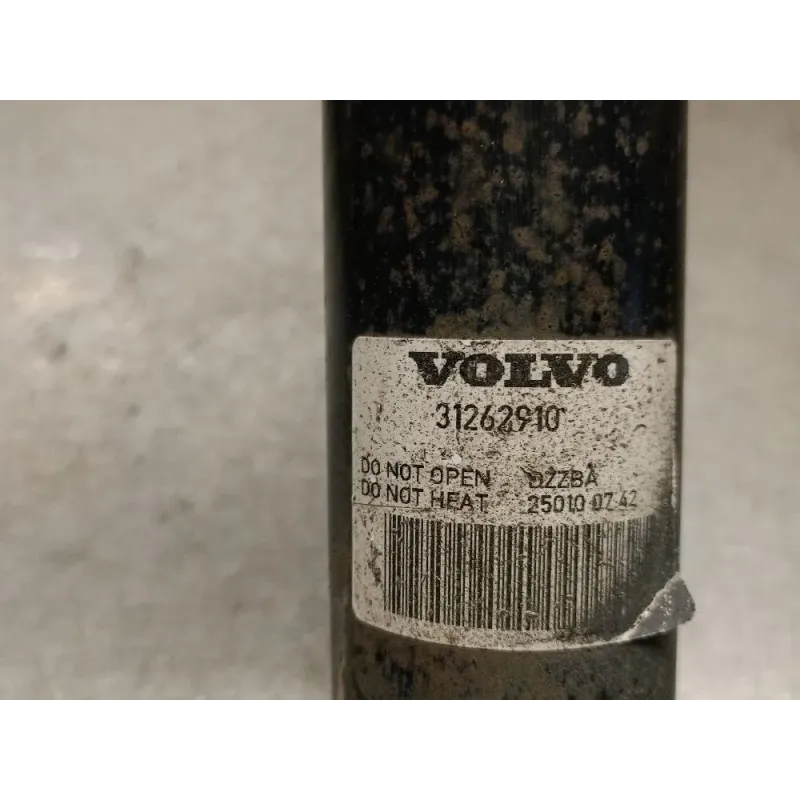 VOLVO
31262910
DO NOT OPEN DZZBA
DO NOT HEAT 25010 07 42